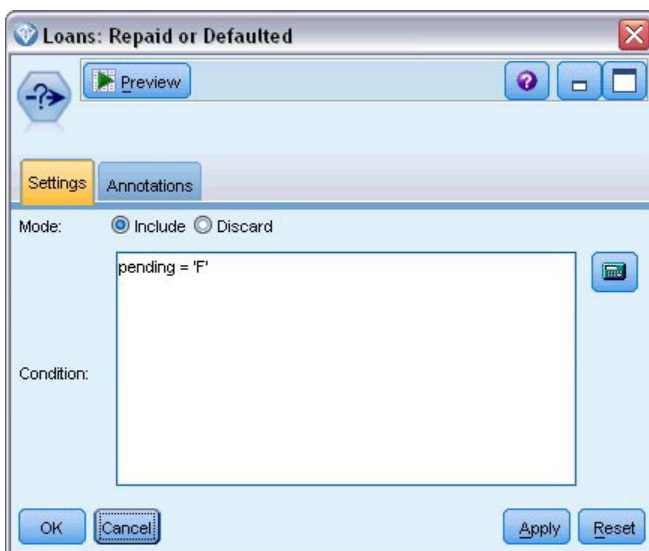 Loans: Repaid or Defaulted
Preview
Settings Annotations
Mode: Include Discard
pending = 'F'
Condition:
OK Cancel Apply Reset